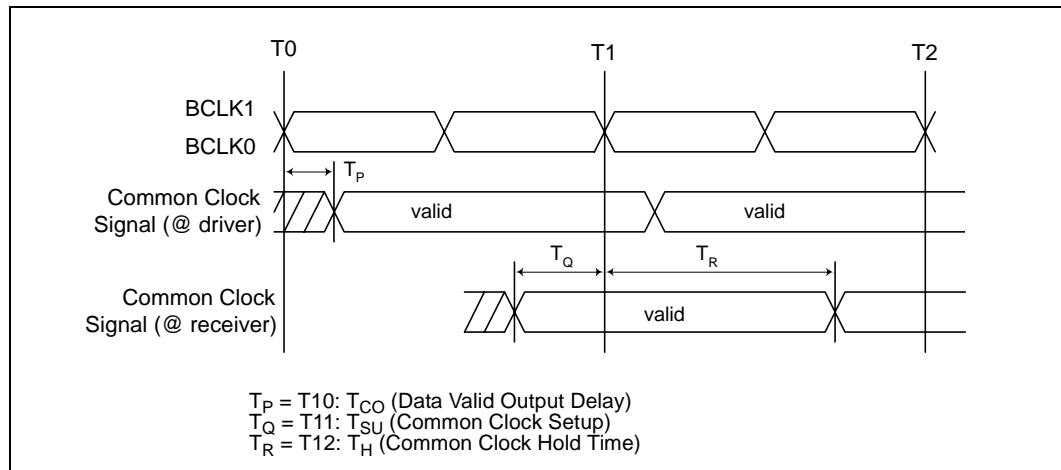 T0 T1 T2
BCLK1
BCLK0
TP
Common Clock
Signal (@ driver)
valid valid
TQ TR
Common Clock
Signal (@ receiver)
valid
TP = T10: TCO (Data Valid Output Delay)
TQ = T11: TSU (Common Clock Setup)
TR = T12: TH (Common Clock Hold Time)